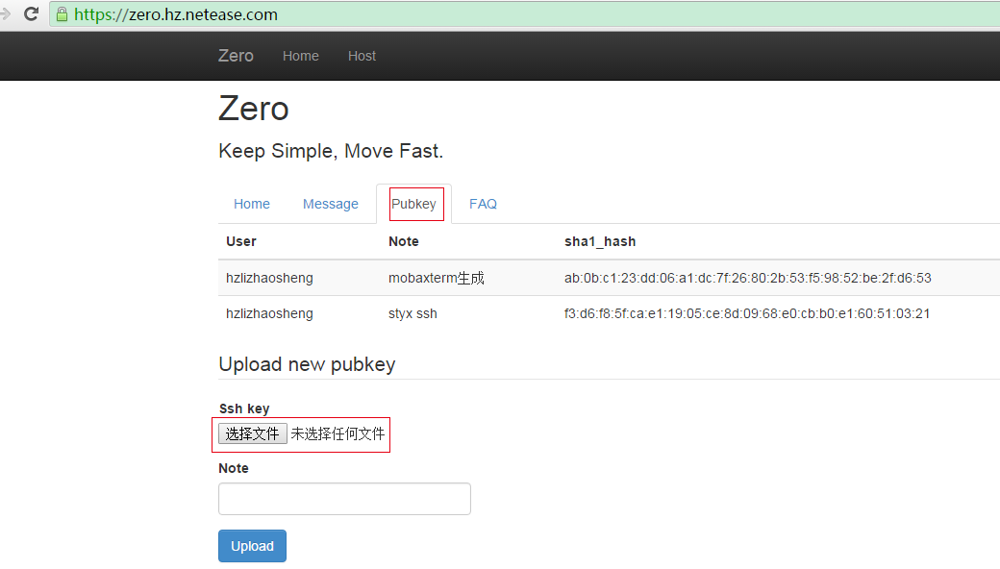 https://zero.hz.netease.com
Zero Home Host
Zero
Keep Simple, Move Fast.
Home Message Pubkey FAQ
User Note sha1_hash
hzlizhaosheng mobaxterm生成 ab:0b:c1:23:dd:06:a1:dc:7f:26:80:2b:53:f5:98:52:be:2f:d6:53
hzlizhaosheng styx ssh f3:d6:f8:5f:ca:e1:19:05:ce:8d:09:68:e0:cb:b0:e1:60:51:03:21
Upload new pubkey
Ssh key
选择文件 未选择任何文件
Note
Upload